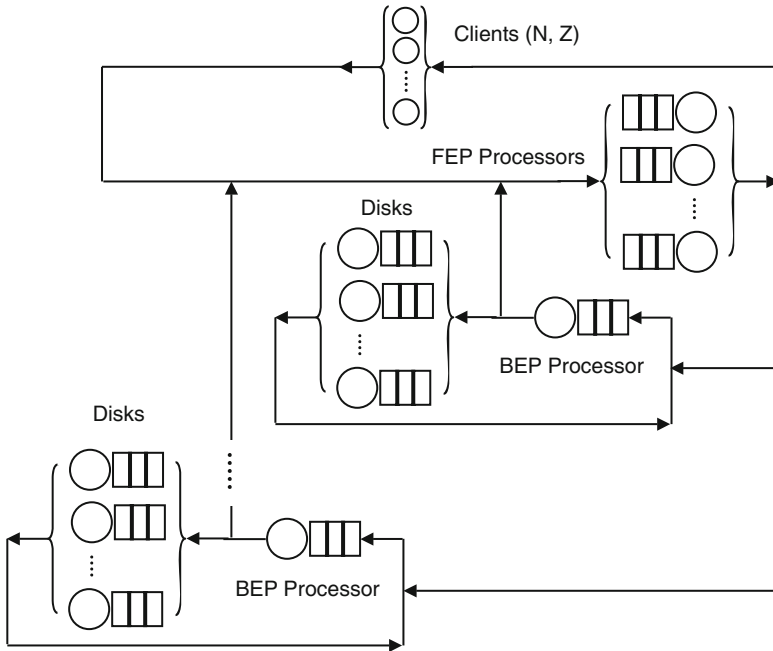 Clients (N, Z)
FEP Processors
Disks
BEP Processor
Disks
BEP Processor